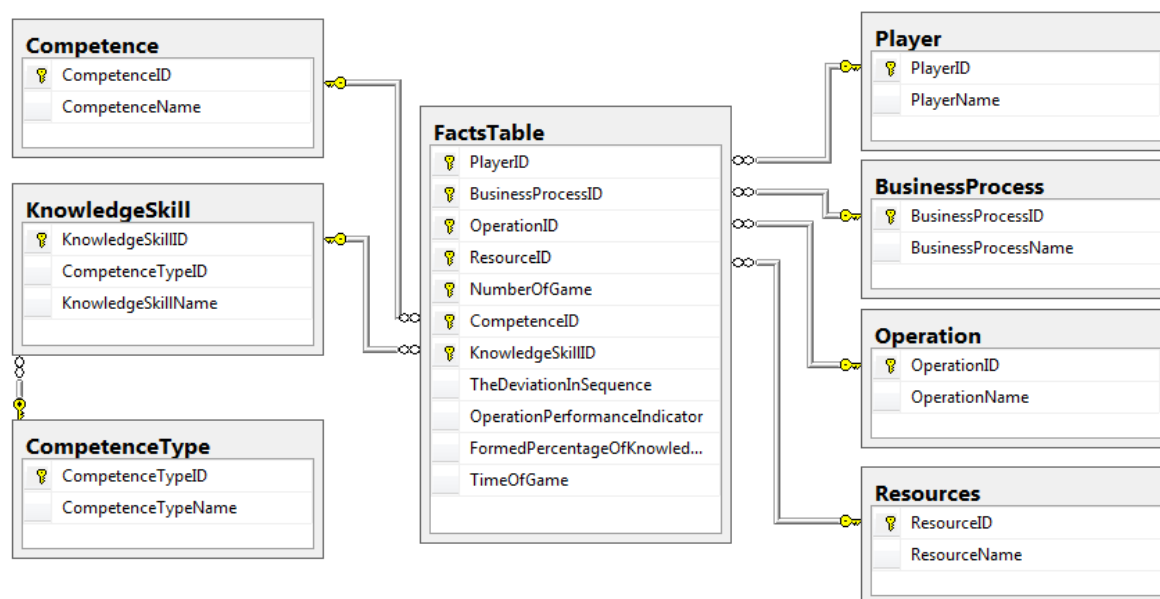 Competence
CompetenceID
CompetenceName
KnowledgeSkill
KnowledgeSkillID
CompetenceTypeID
KnowledgeSkillName
CompetenceType
CompetenceTypeID
CompetenceTypeName
FactsTable
PlayerID
BusinessProcessID
OperationID
ResourceID
NumberOfGame
CompetenceID
KnowledgeSkillID
TheDeviationInSequence
OperationPerformanceIndicator
FormedPercentageOfKnowled...
TimeOfGame
Player
PlayerID
PlayerName
BusinessProcess
BusinessProcessID
BusinessProcessName
Operation
OperationID
OperationName
Resources
ResourceID
ResourceName